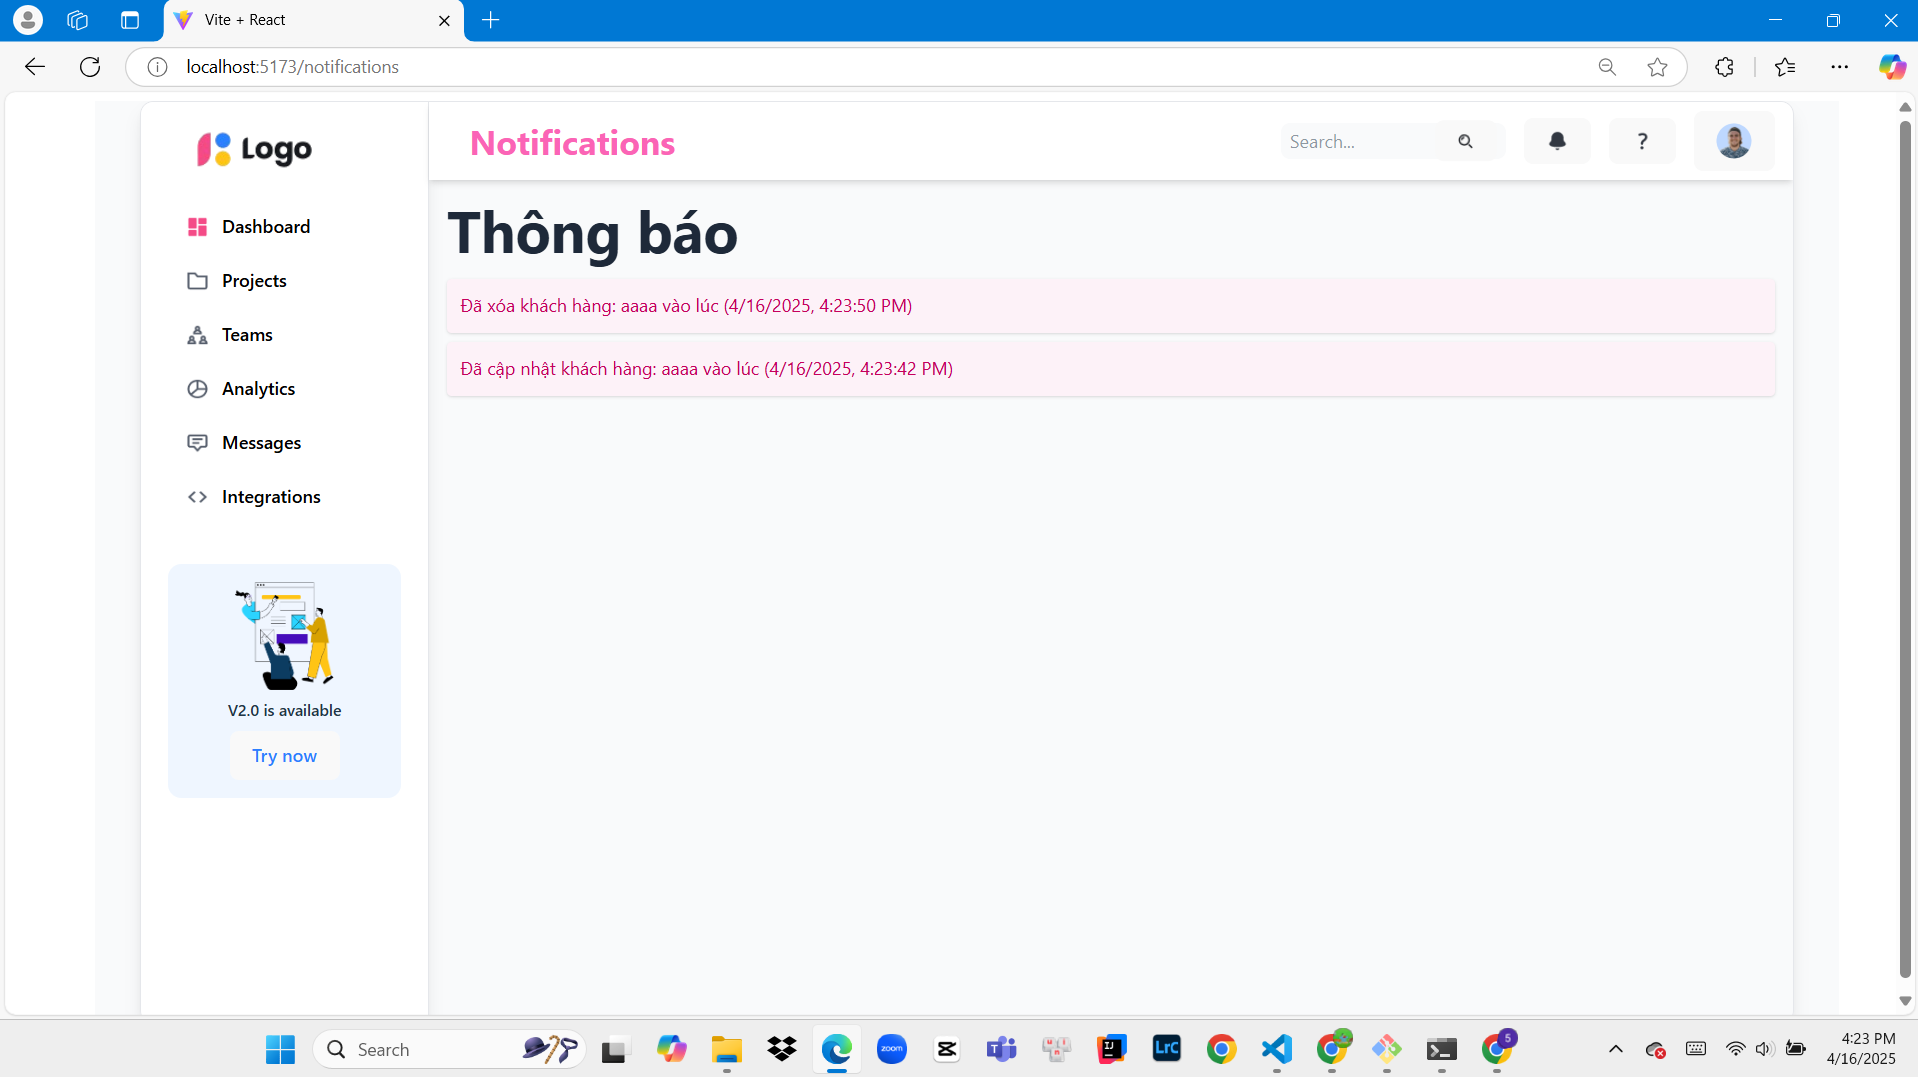 Vite + React
localhost:5173/notifications
Logo
Notifications
Search...
?
Dashboard
Projects
Teams
Analytics
Messages
Integrations
V2.0 is available
Try now
Thông báo
Đã xóa khách hàng: aaaa vào lúc (4/16/2025, 4:23:50 PM)
Đã cập nhật khách hàng: aaaa vào lúc (4/16/2025, 4:23:42 PM)
Search
zoom
LrC
5
4:23 PM
4/16/2025